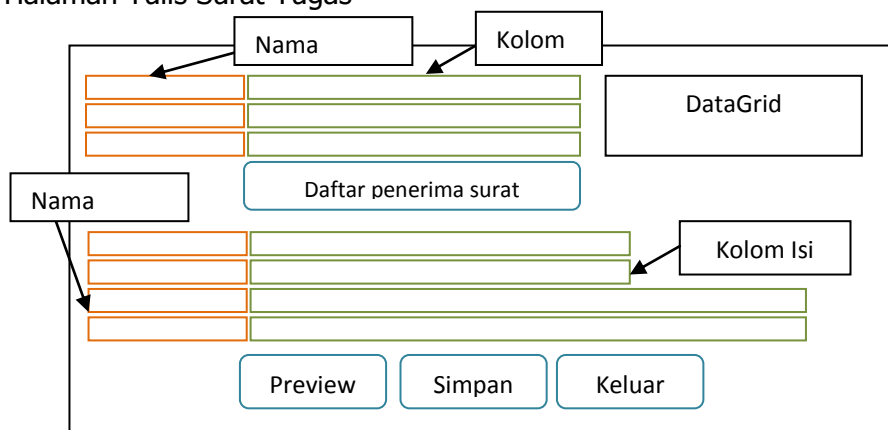 Halaman Tulis Surat Tugas
Nama
Kolom
DataGrid
Daftar penerima surat
Nama
Kolom Isi
Preview
Simpan
Keluar